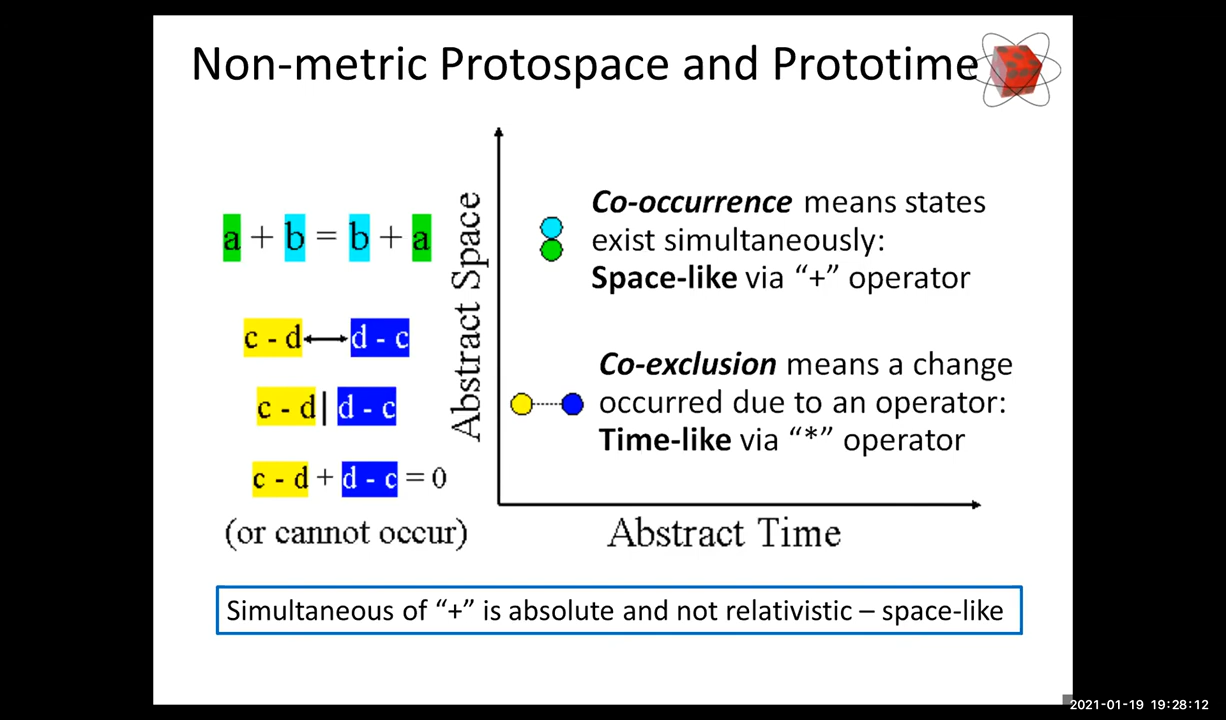 Non-metric Protospace and Prototime
a + b = b + a
c - d ↔ d - c
c - d | d - c
c - d + d - c = 0
(or cannot occur)
Abstract Space
Co-occurrence means states
exist simultaneously:
Space-like via “+” operator
Co-exclusion means a change
occurred due to an operator:
Time-like via “*” operator
Abstract Time
Simultaneous of “+” is absolute and not relativistic – space-like
2021-01-19 19:28:12